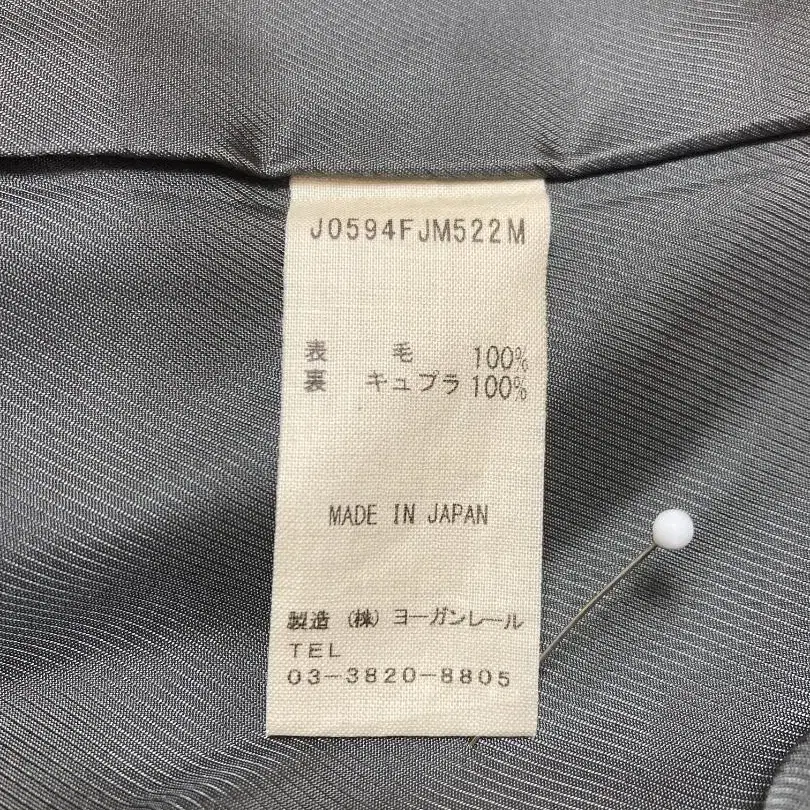 J0594FJM522M
表 毛 100%
裏 キュプラ 100%
MADE IN JAPAN
製造 (株) ヨーガンレール
TEL
03-3820-8805